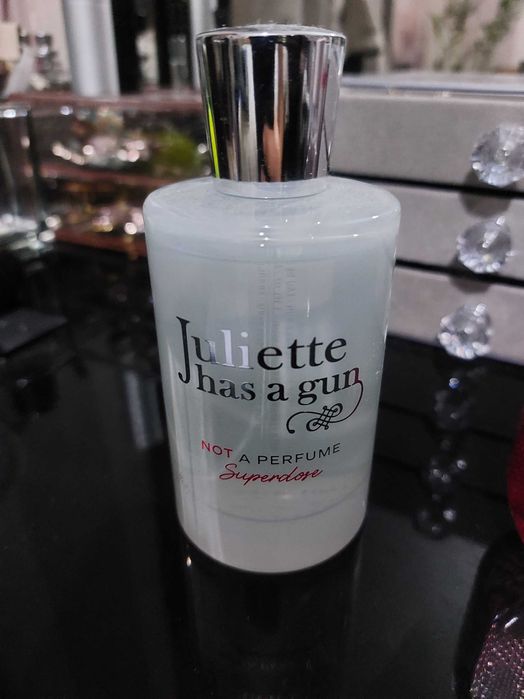 Juliette
has a gun
NOT A PERFUME
Superdose